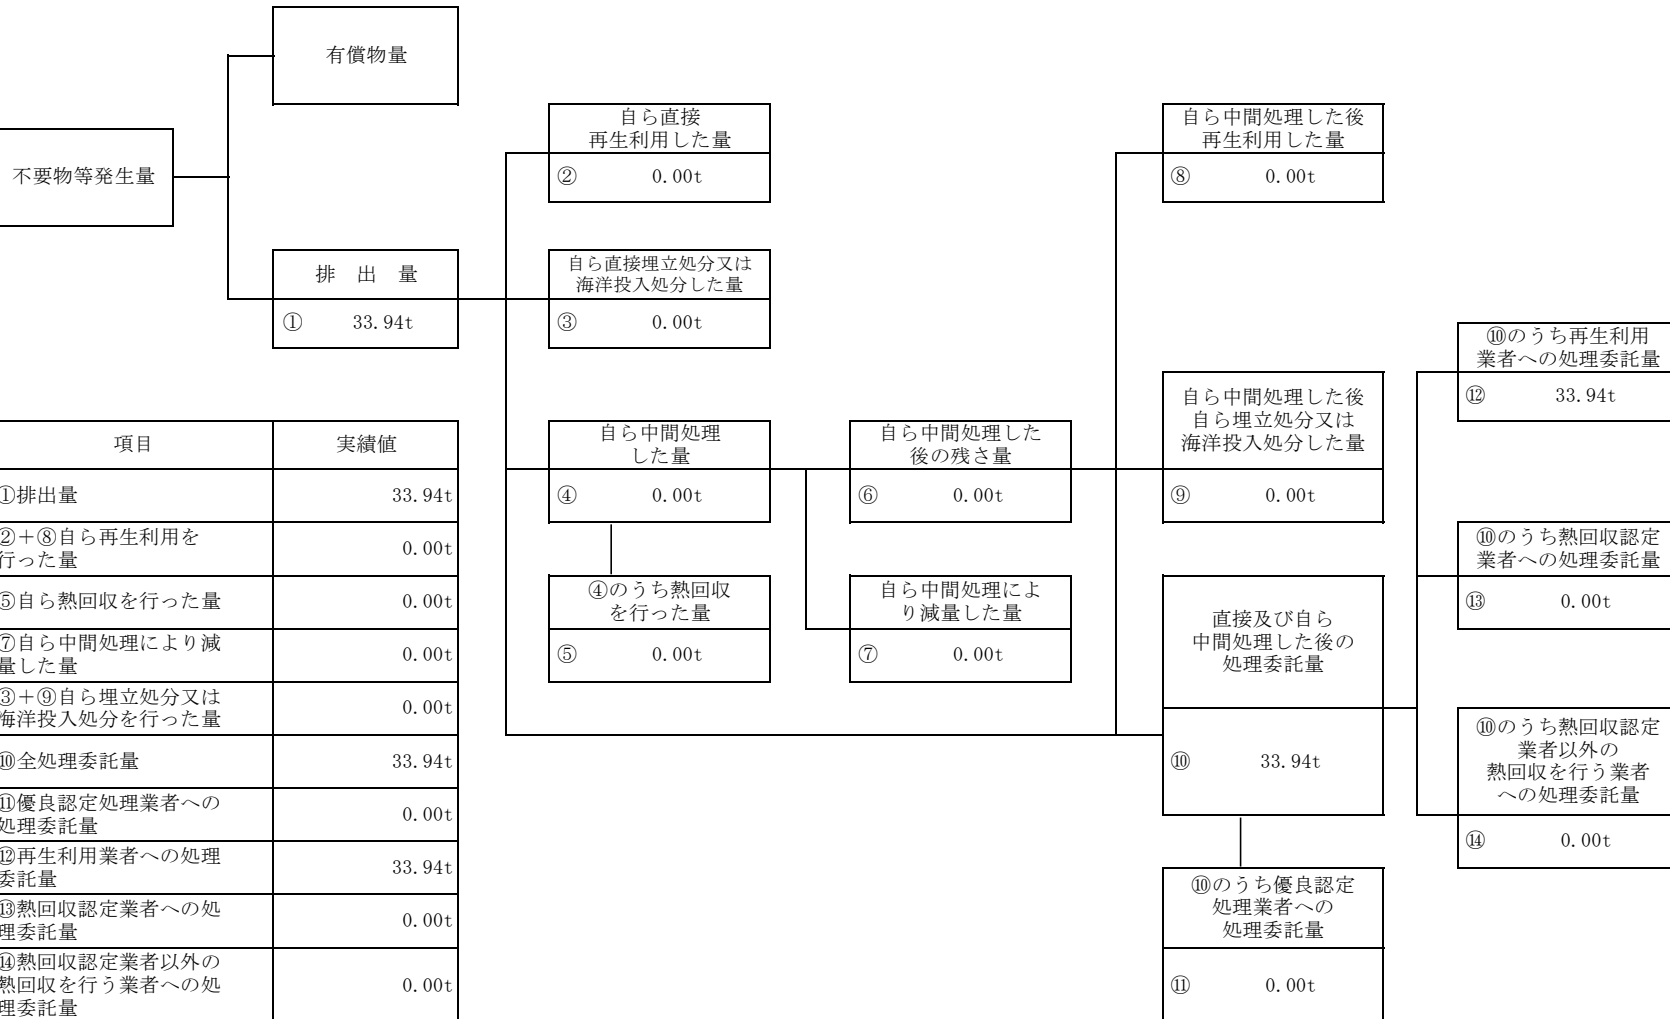 有償物量
不要物等発生量
排 出 量
① 33.94t
自ら直接
再生利用した量
② 0.00t
自ら直接埋立処分又は
海洋投入処分した量
③ 0.00t
自ら中間処理
した量
④ 0.00t
④のうち熱回収
を行った量
⑤ 0.00t
自ら中間処理した
後の残さ量
⑥ 0.00t
自ら中間処理によ
り減量した量
⑦ 0.00t
自ら中間処理した後
再生利用した量
⑧ 0.00t
自ら中間処理した後
自ら埋立処分又は
海洋投入処分した量
⑨ 0.00t
直接及び自ら
中間処理した後の
処理委託量
⑩ 33.94t
⑩のうち優良認定
処理業者への
処理委託量
⑪ 0.00t
⑩のうち再生利用
業者への処理委託量
⑫ 33.94t
⑩のうち熱回収認定
業者への処理委託量
⑬ 0.00t
⑩のうち熱回収認定
業者以外の
熱回収を行う業者
への処理委託量
⑭ 0.00t
項目 実績値
①排出量 33.94t
②+⑧自ら再生利用を
行った量 0.00t
⑤自ら熱回収を行った量 0.00t
⑦自ら中間処理により減
量した量 0.00t
③+⑨自ら埋立処分又は
海洋投入処分を行った量 0.00t
⑩全処理委託量 33.94t
⑪優良認定処理業者への
処理委託量 0.00t
⑫再生利用業者への処理
委託量 33.94t
⑬熱回収認定業者への処
理委託量 0.00t
⑭熱回収認定業者以外の
熱回収を行う業者への処
理委託量 0.00t